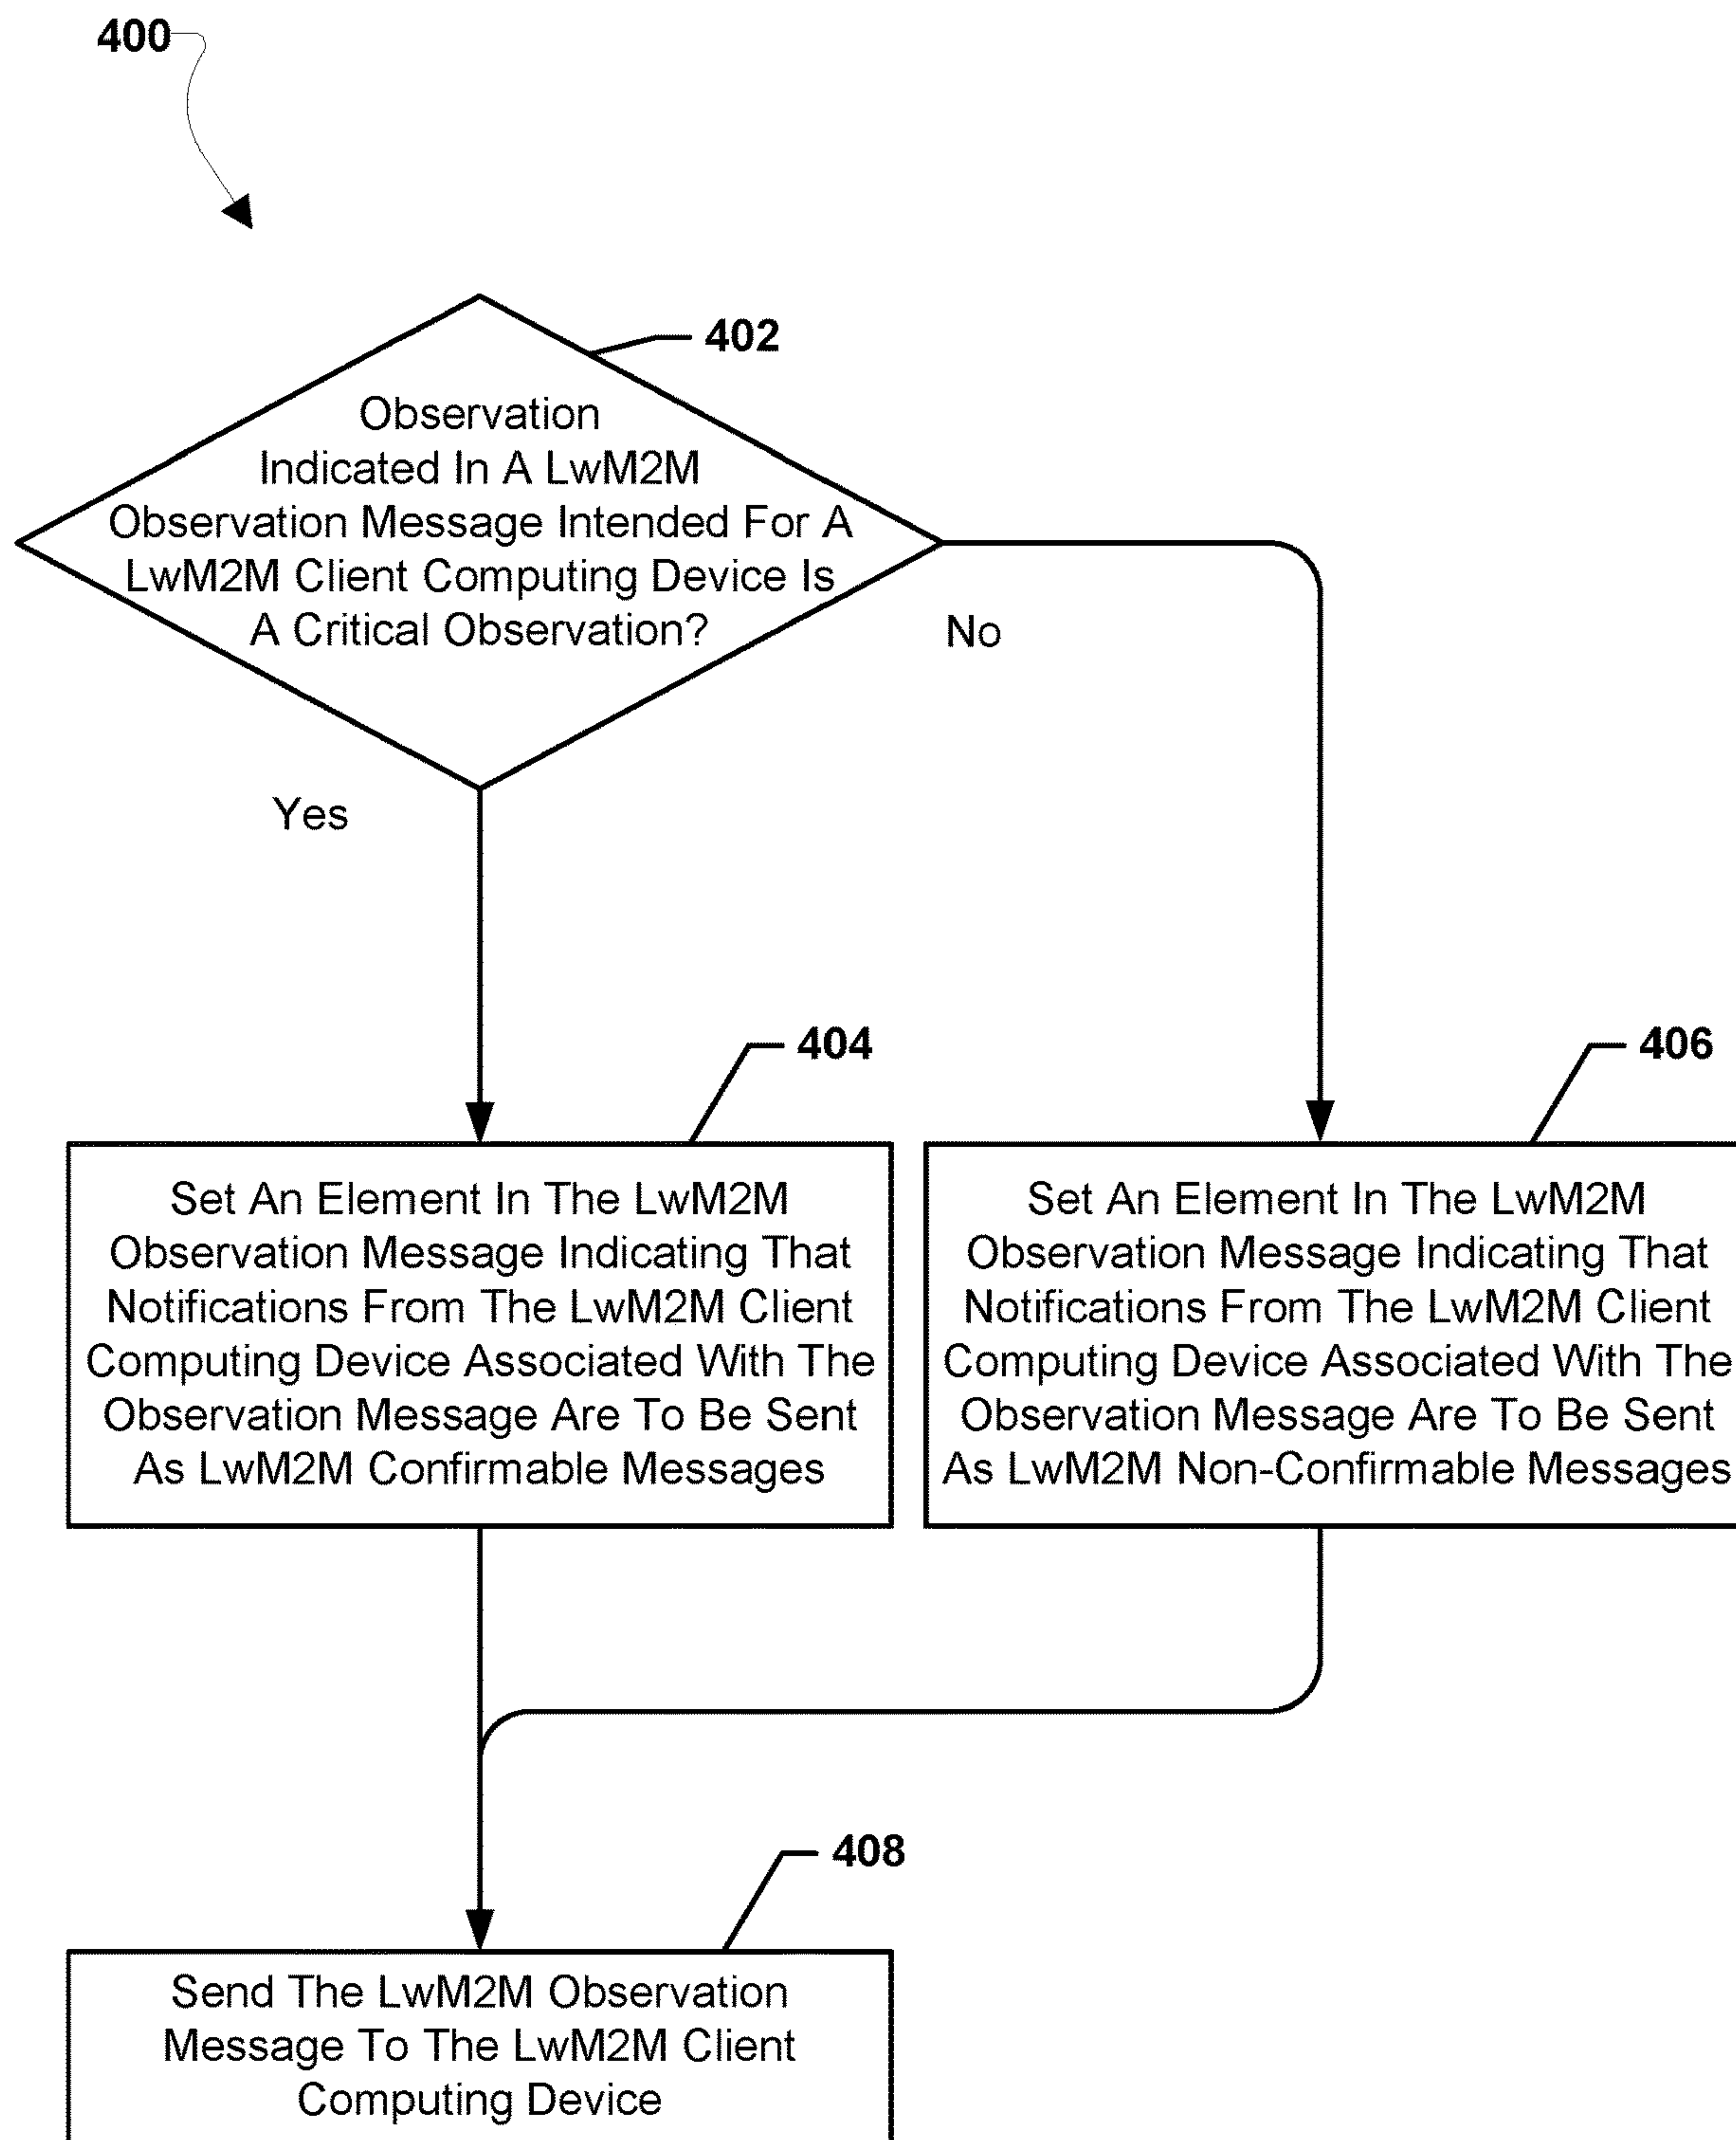 400
402
Observation
Indicated In A LwM2M
Observation Message Intended For A
LwM2M Client Computing Device Is
A Critical Observation?
No
Yes
404
Set An Element In The LwM2M
Observation Message Indicating That
Notifications From The LwM2M Client
Computing Device Associated With The
Observation Message Are To Be Sent
As LwM2M Confirmable Messages
406
Set An Element In The LwM2M
Observation Message Indicating That
Notifications From The LwM2M Client
Computing Device Associated With The
Observation Message Are To Be Sent
As LwM2M Non-Confirmable Messages
408
Send The LwM2M Observation
Message To The LwM2M Client
Computing Device